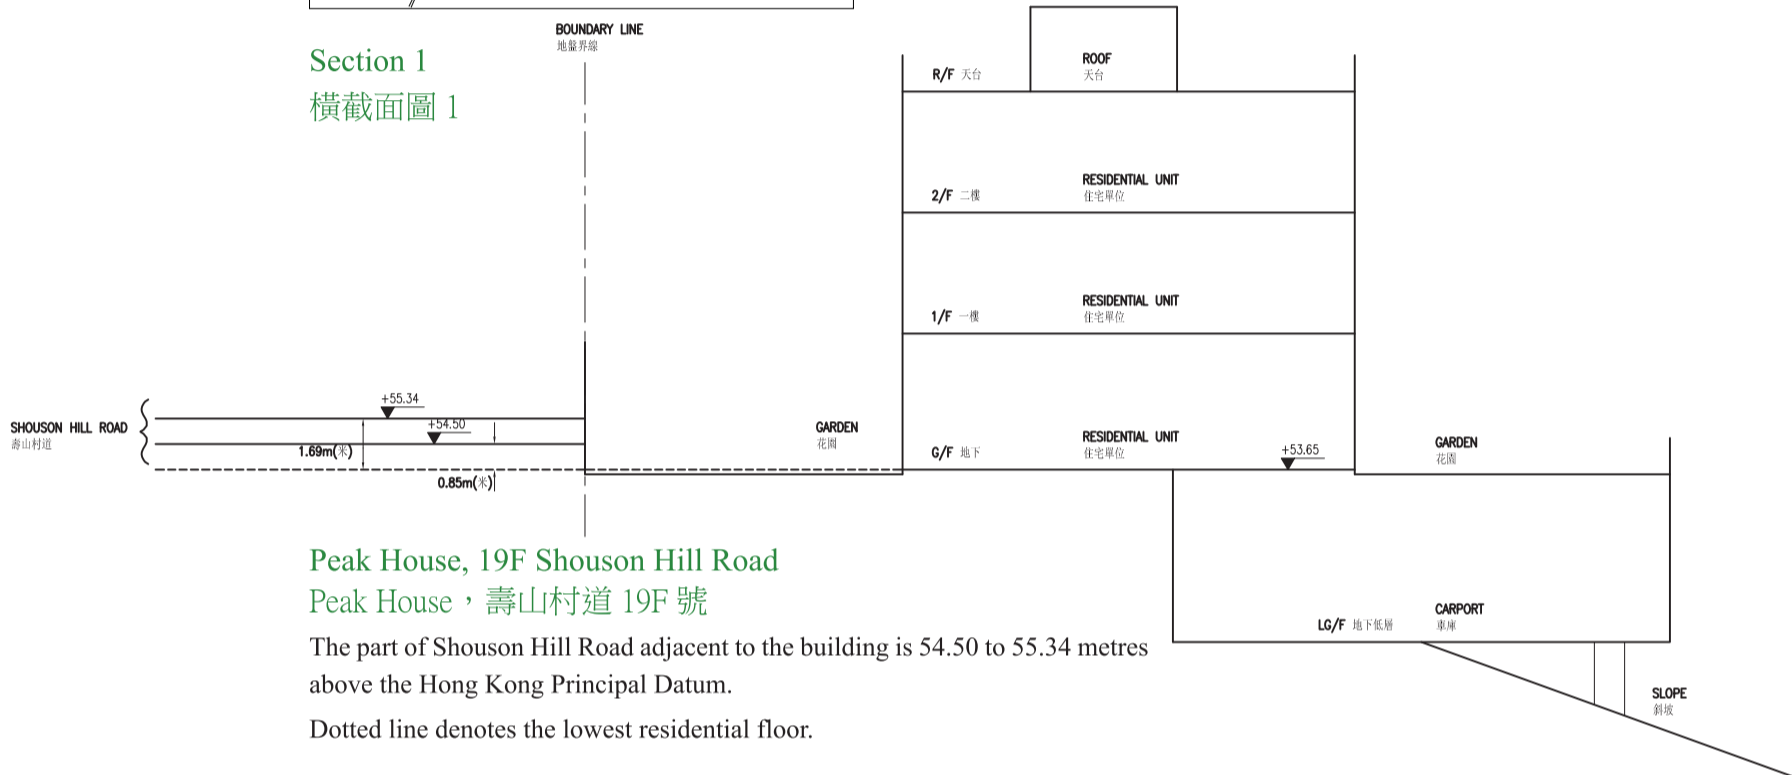 BOUNDARY LINE
地盤界線
Section 1
橫截面圖 1
ROOF
天台
R/F 天台
RESIDENTIAL UNIT
住宅單位
2/F 二樓
RESIDENTIAL UNIT
住宅單位
1/F 一樓
+55.34
+54.50
SHOUSON HILL ROAD
壽山村道
1.69m(米)
0.85m(米)
GARDEN
花園
RESIDENTIAL UNIT
住宅單位
G/F 地下
+53.65
GARDEN
花園
Peak House, 19F Shouson Hill Road
Peak House,壽山村道 19F 號
The part of Shouson Hill Road adjacent to the building is 54.50 to 55.34 metres
above the Hong Kong Principal Datum.
Dotted line denotes the lowest residential floor.
CARPORT
車庫
LG/F 地下低層
SLOPE
斜坡